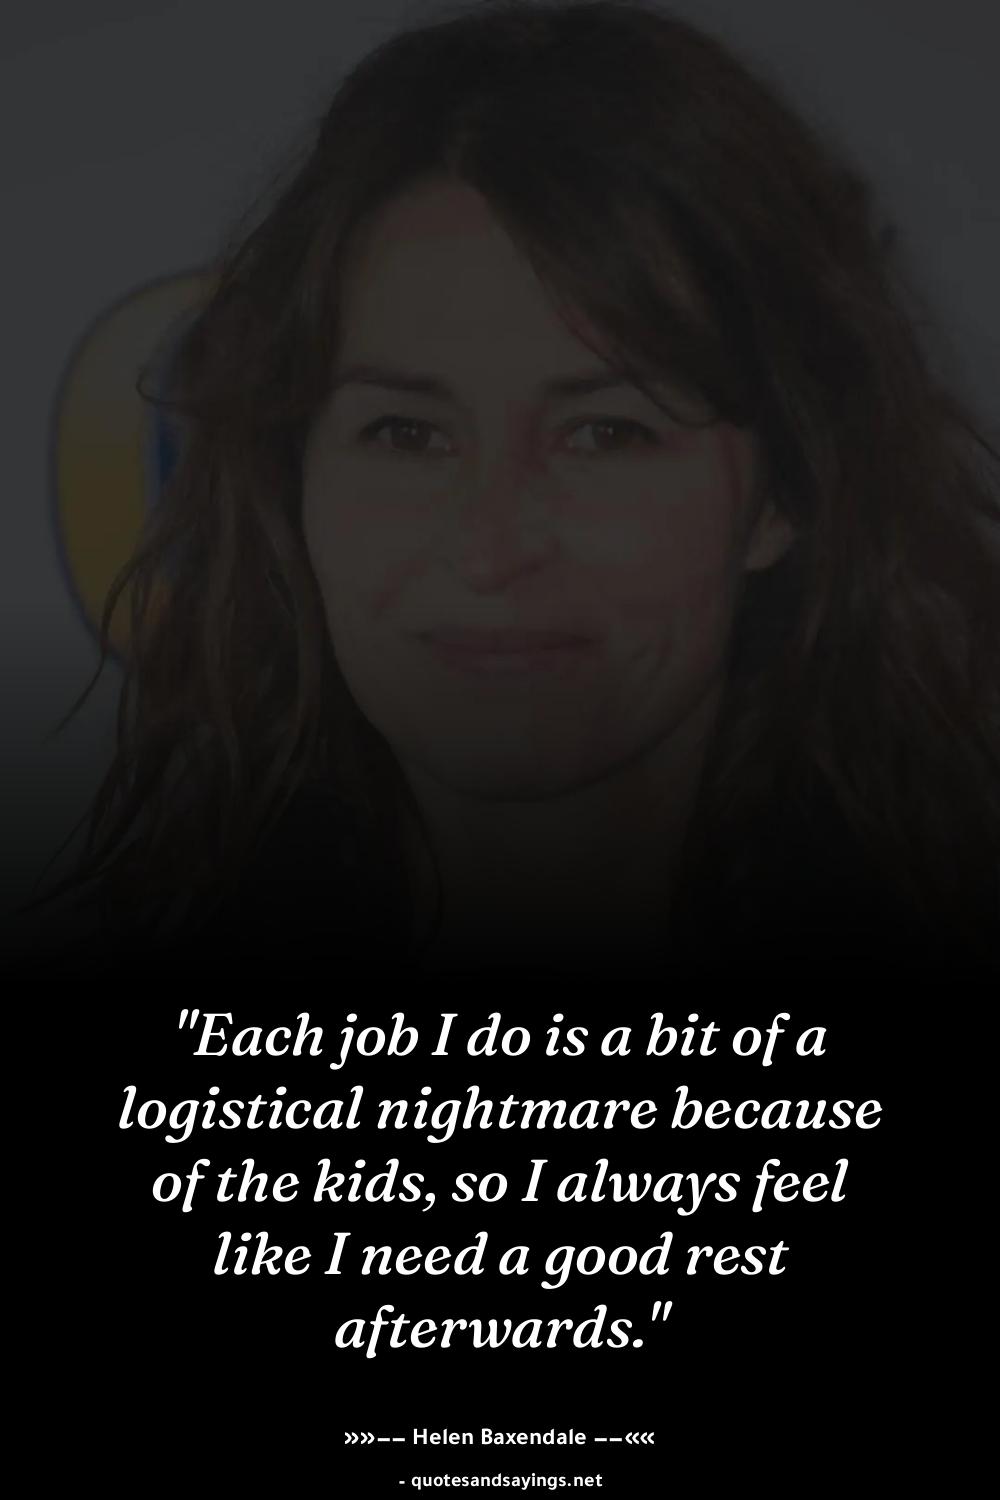 "Each job I do is a bit of a
logistical nightmare because
of the kids, so I always feel
like I need a good rest
afterwards."
»»–– Helen Baxendale ––««
- quotesandsayings.net